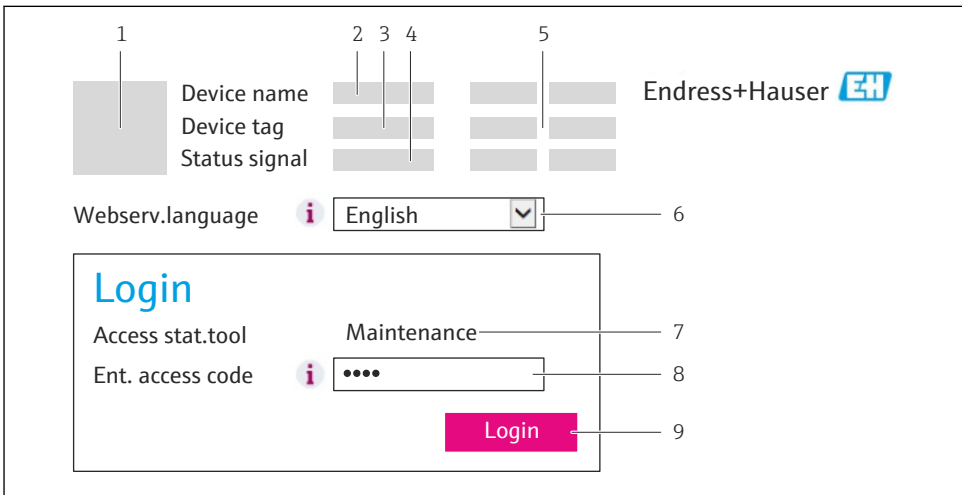 1 2 3 4 5
Device name
Endress+Hauser EH
Device tag
Status signal
Webserv.language i English 6
Login
Access stat.tool Maintenance 7
Ent. access code i •••• 8
Login 9